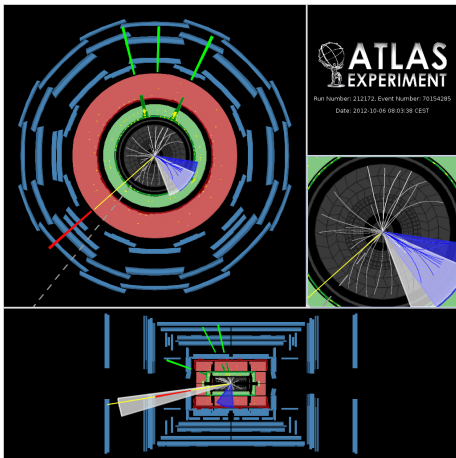 ATLAS
EXPERIMENT
Run Number: 212172, Event Number: 70154285
Date: 2012-10-06 08:03:38 CEST